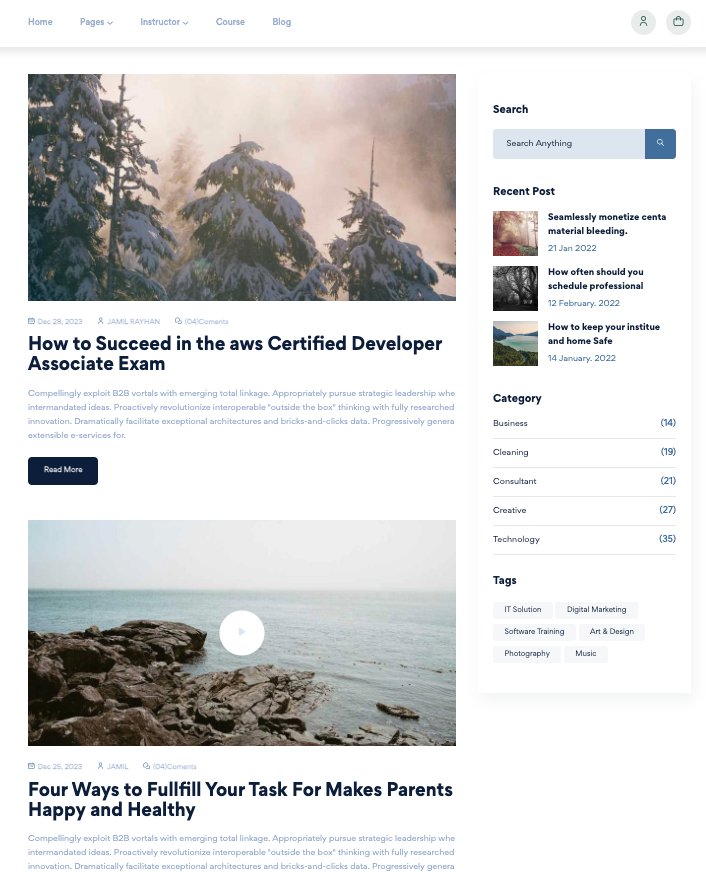 Home Pages Instructor Course Blog
Dec 28, 2023 JAMIL RAYHAN (04)Coments
How to Succeed in the aws Certified Developer
Associate Exam
Compellingly exploit B2B vortals with emerging total linkage. Appropriately pursue strategic leadership whe
intermandated ideas. Proactively revolutionize interoperable "outside the box" thinking with fully researched
innovation. Dramatically facilitate exceptional architectures and bricks-and-clicks data. Progressively genera
extensible e-services for.
Read More
Dec 25, 2023 JAMIL (04)Coments
Four Ways to Fullfill Your Task For Makes Parents
Happy and Healthy
Compellingly exploit B2B vortals with emerging total linkage. Appropriately pursue strategic leadership whe
intermandated ideas. Proactively revolutionize interoperable "outside the box" thinking with fully researched
innovation. Dramatically facilitate exceptional architectures and bricks-and-clicks data. Progressively genera
Search
Search Anything
Recent Post
Seamlessly monetize centa
material bleeding.
21 Jan 2022
How often should you
schedule professional
12 February. 2022
How to keep your institue
and home Safe
14 January. 2022
Category
Business (14)
Cleaning (19)
Consultant (21)
Creative (27)
Technology (35)
Tags
IT Solution Digital Marketing
Software Training Art & Design
Photography Music